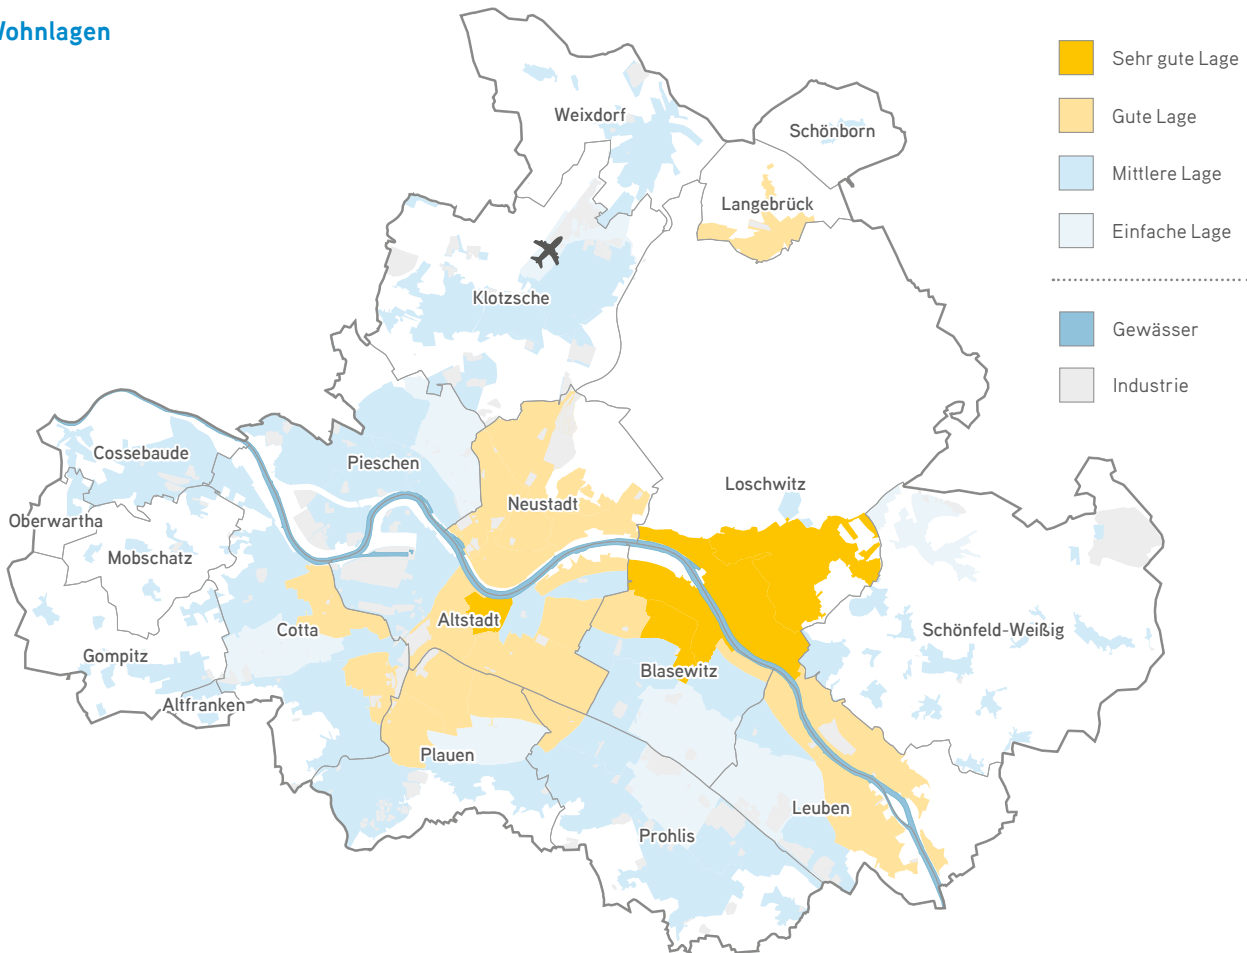 Wohnlagen
Sehr gute Lage
Gute Lage
Mittlere Lage
Einfache Lage
Gewässer
Industrie
Weixdorf
Schönborn
Langebrück
Klotzsche
Cossebaude
Pieschen
Oberwartha
Mobschatz
Neustadt
Loschwitz
Altstadt
Cotta
Gompitz
Altfranken
Blasewitz
Schönfeld-Weißig
Plauen
Leuben
Prohlis